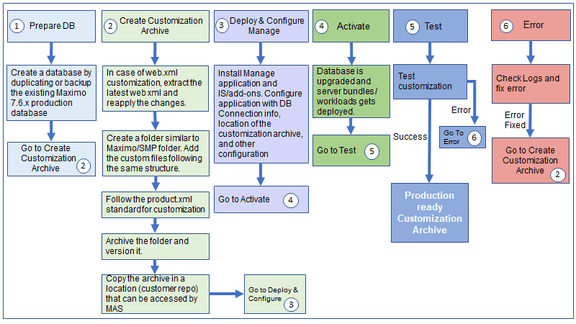 1 Prepare DB
Create a database by
duplicating or backup
the existing Maximo
7.6.x production
database
Go to Create
Customization
Archive
2
2 Create Customization
Archive
In case of web.xml
customization, extract the
latest web.xml and
reapply the changes.
Create a folder similar to
Maximo/SMP folder. Add
the custom files following
the same structure.
Follow the product.xml
standard for customization
Archive the folder and
version it.
Copy the archive in a
location (customer repo)
that can be accessed by
MAS
Go to Deploy &
Configure
3
3 Deploy & Configure
Manage
Install Manage
application and
IS/add-ons. Configure
application with DB
Connection info,
location of the
customization archive,
and other
configuration
Go to Activate
4
4 Activate
Database is
upgraded and
server bundles /
workloads gets
deployed.
Go to Test
5
5 Test
Test
customization
Error
Go To
Error
6
Success
Production
ready
Customization
Archive
6 Error
Check Logs and
fix error
Error
Fixed
Go to Create
Customization
Archive
2